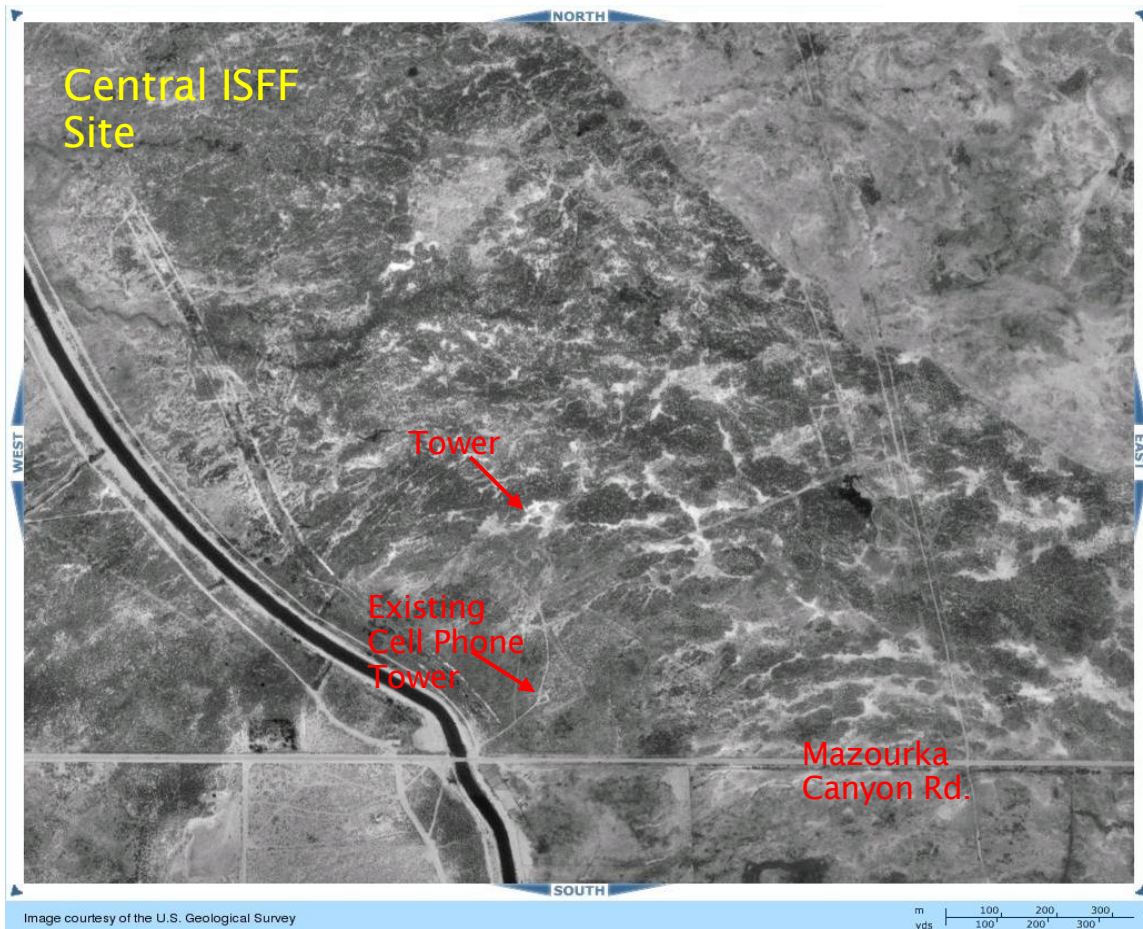 NORTH
Central ISFF
Site
WEST
EAST
Tower
Existing
Cell Phone
Tower
Mazourka
Canyon Rd.
SOUTH
Image courtesy of the U.S. Geological Survey
m 100 200 300
yds 100 200 300